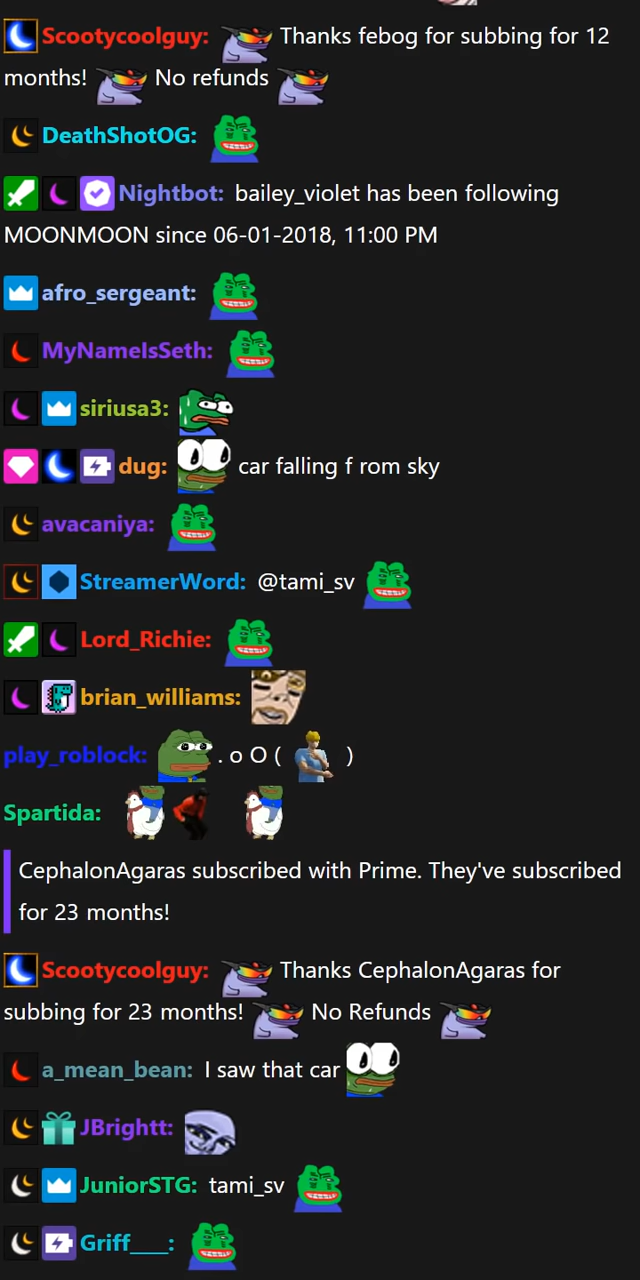 Scootycoolguy: Thanks febog for subbing for 12
months! No refunds
DeathShotOG:
Nightbot: bailey_violet has been following
MOONMOON since 06-01-2018, 11:00 PM
afro_sergeant:
MyNameIsSeth:
siriusa3:
dug: car falling f rom sky
avacaniya:
StreamerWord: @tami_sv
Lord_Richie:
brian_williams:
play_roblock: . o O ( )
Spartida:
CephalonAgaras subscribed with Prime. They've subscribed
for 23 months!
Scootycoolguy: Thanks CephalonAgaras for
subbing for 23 months! No Refunds
a_mean_bean: I saw that car
JBrightt:
JuniorSTG: tami_sv
Griff___: